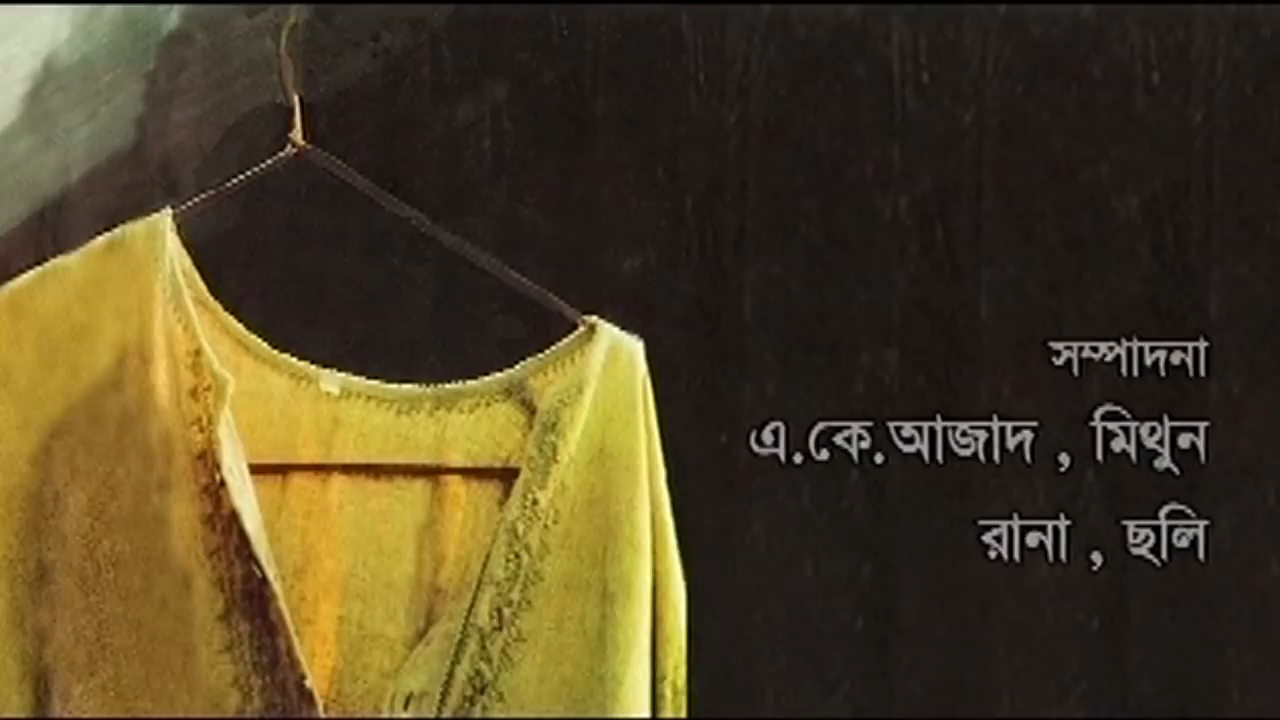 সম্পাদনা
এ.কে.আজাদ , মিথুন
রানা , ছলি